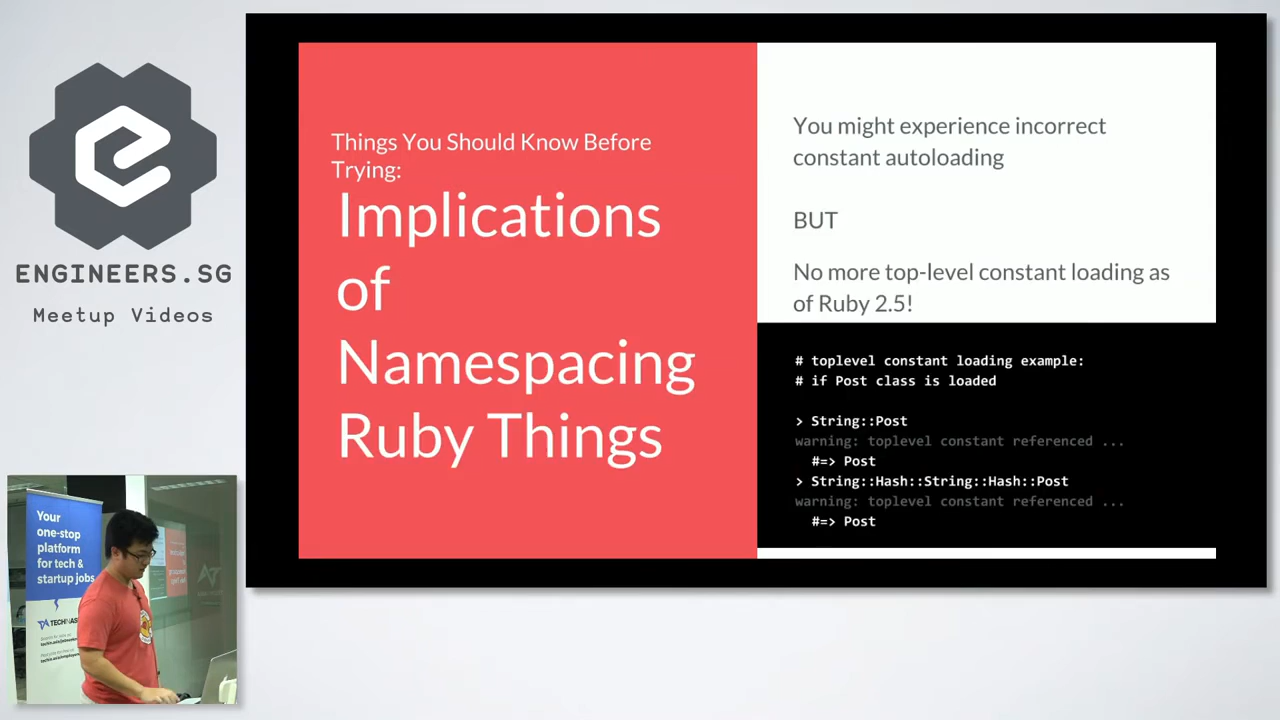 ENGINEERS.SG
Meetup Videos
Things You Should Know Before
Trying:
Implications
of
Namespacing
Ruby Things
You might experience incorrect
constant autoloading
BUT
No more top-level constant loading as
of Ruby 2.5!
# toplevel constant loading example:
# if Post class is loaded
> String::Post
warning: toplevel constant referenced ...
#=> Post
> String::Hash::String::Hash::Post
warning: toplevel constant referenced ...
#=> Post
Your
one-stop
platform
for tech &
startup jobs